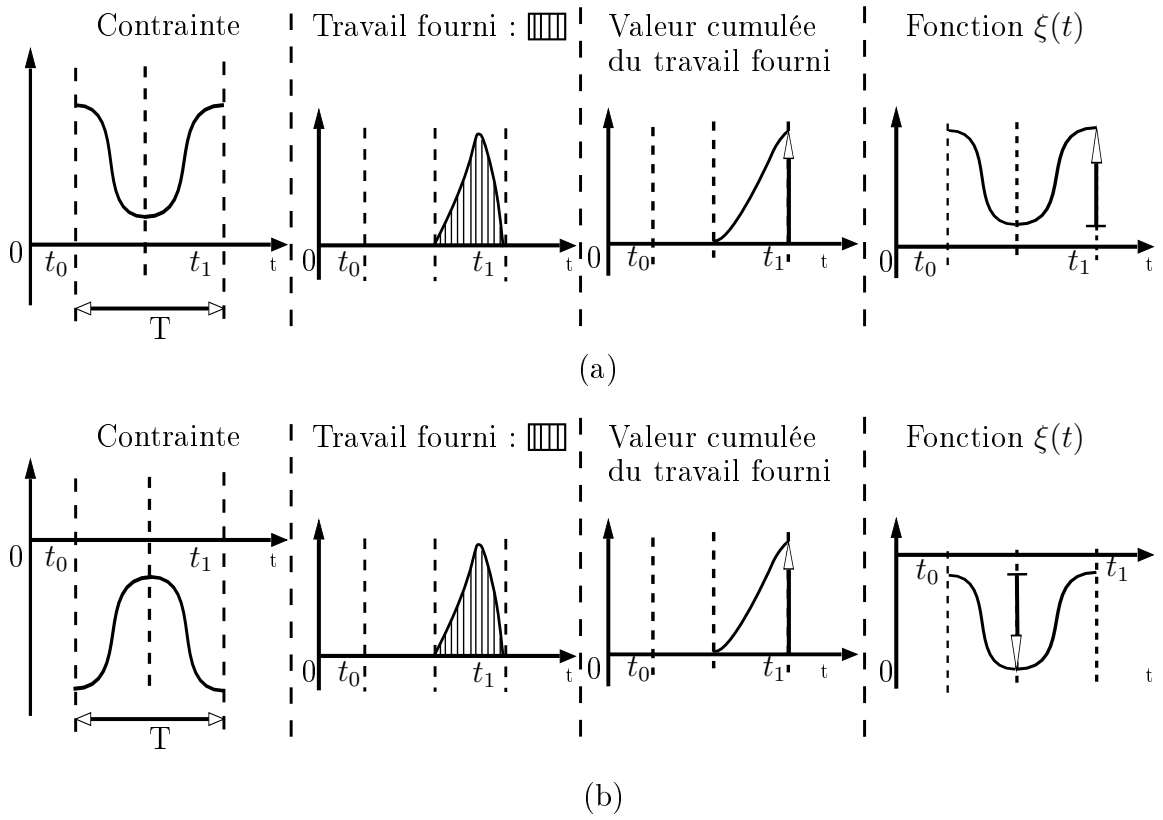 Contrainte
Travail fourni :
Valeur cumulée
du travail fourni
Fonction ξ(t)
0
t₀
t₁
t
T
0
t₀
t₁
t
0
t₀
t₁
t
0
t₀
t₁
t
(a)
Contrainte
Travail fourni :
Valeur cumulée
du travail fourni
Fonction ξ(t)
0
t₀
t₁
t
T
0
t₀
t₁
t
0
t₀
t₁
t
0
t₀
t₁
t
(b)